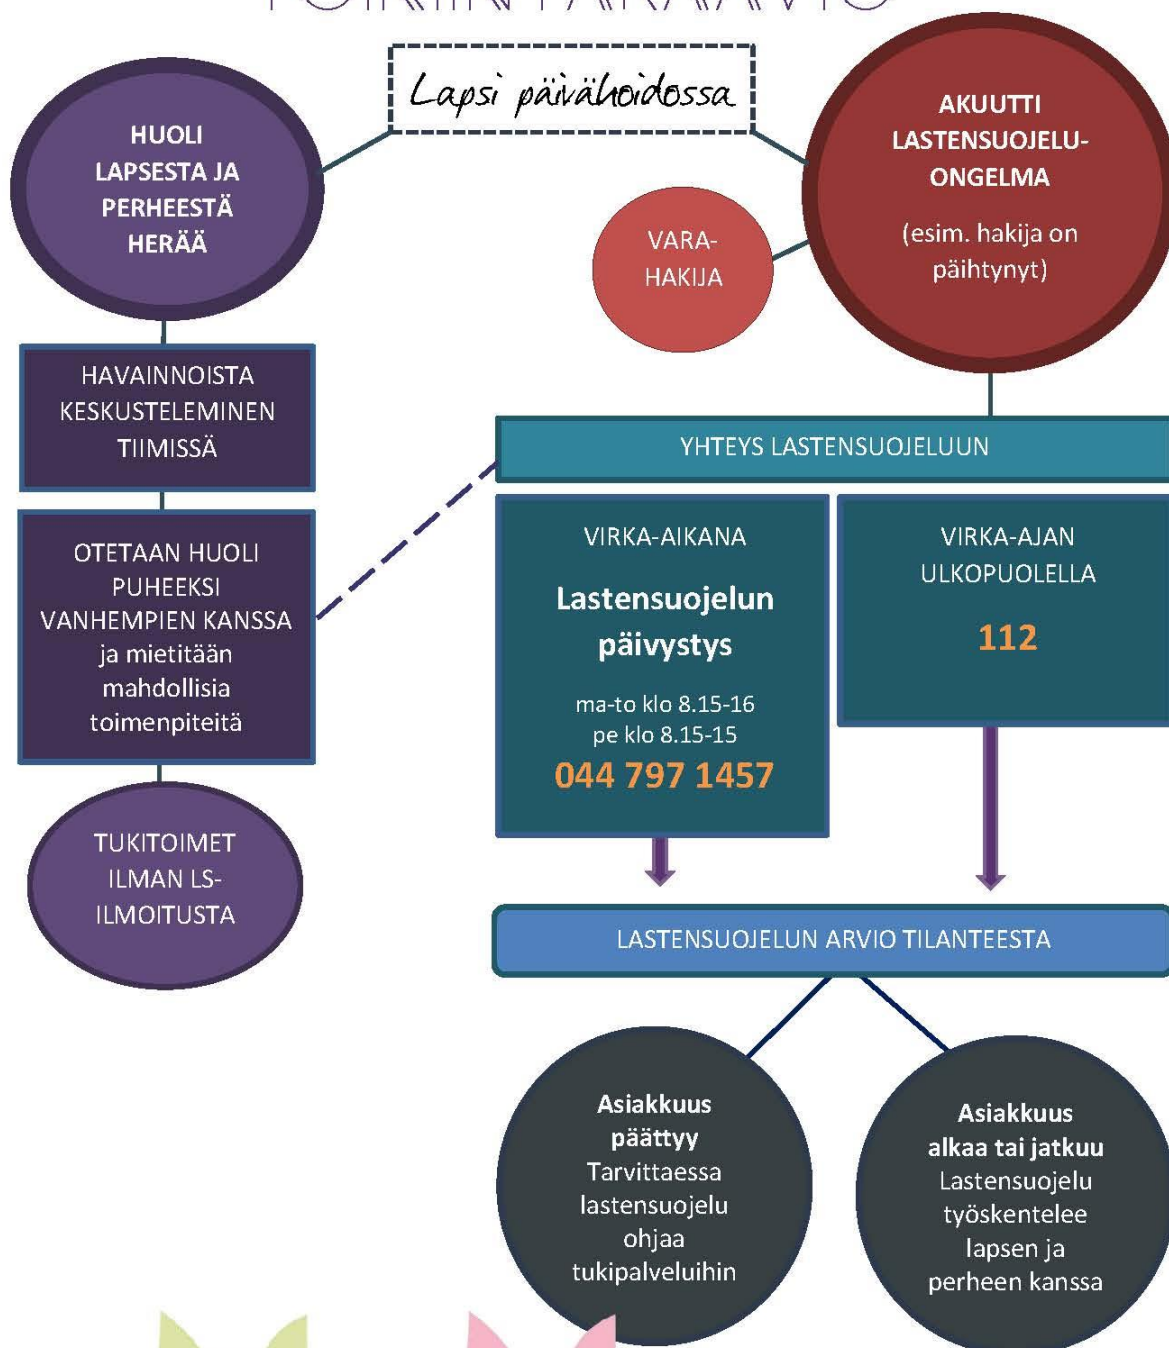 Lapsi päivähoidossa
HUOLI
LAPSESTA JA
PERHEESTÄ
HERÄÄ
HAVAINNOISTA
KESKUSTELEMINEN
TIIMISSÄ
OTETAAN HUOLI
PUHEEKSI
VANHEMPIEN KANSSA
ja mietitään
mahdollisia
toimenpiteitä
TUKITOIMET
ILMAN LS-
ILMOITUSTA
AKUUTTI
LASTENSUOJELU-
ONGELMA
(esim. hakija on
päihtynyt)
VARA-
HAKIJA
YHTEYS LASTENSUOJELUUN
VIRKA-AIKANA
Lastensuojelun
päivystys
ma-to klo 8.15-16
pe klo 8.15-15
044 797 1457
VIRKA-AJAN
ULKOPUOLELLA
112
LASTENSUOJELUN ARVIO TILANTEESTA
Asiakkuus
päättyy
Tarvittaessa
lastensuojelu
ohjaa
tukipalveluihin
Asiakkuus
alkaa tai jatkuu
Lastensuojelu
työskentelee
lapsen ja
perheen kanssa